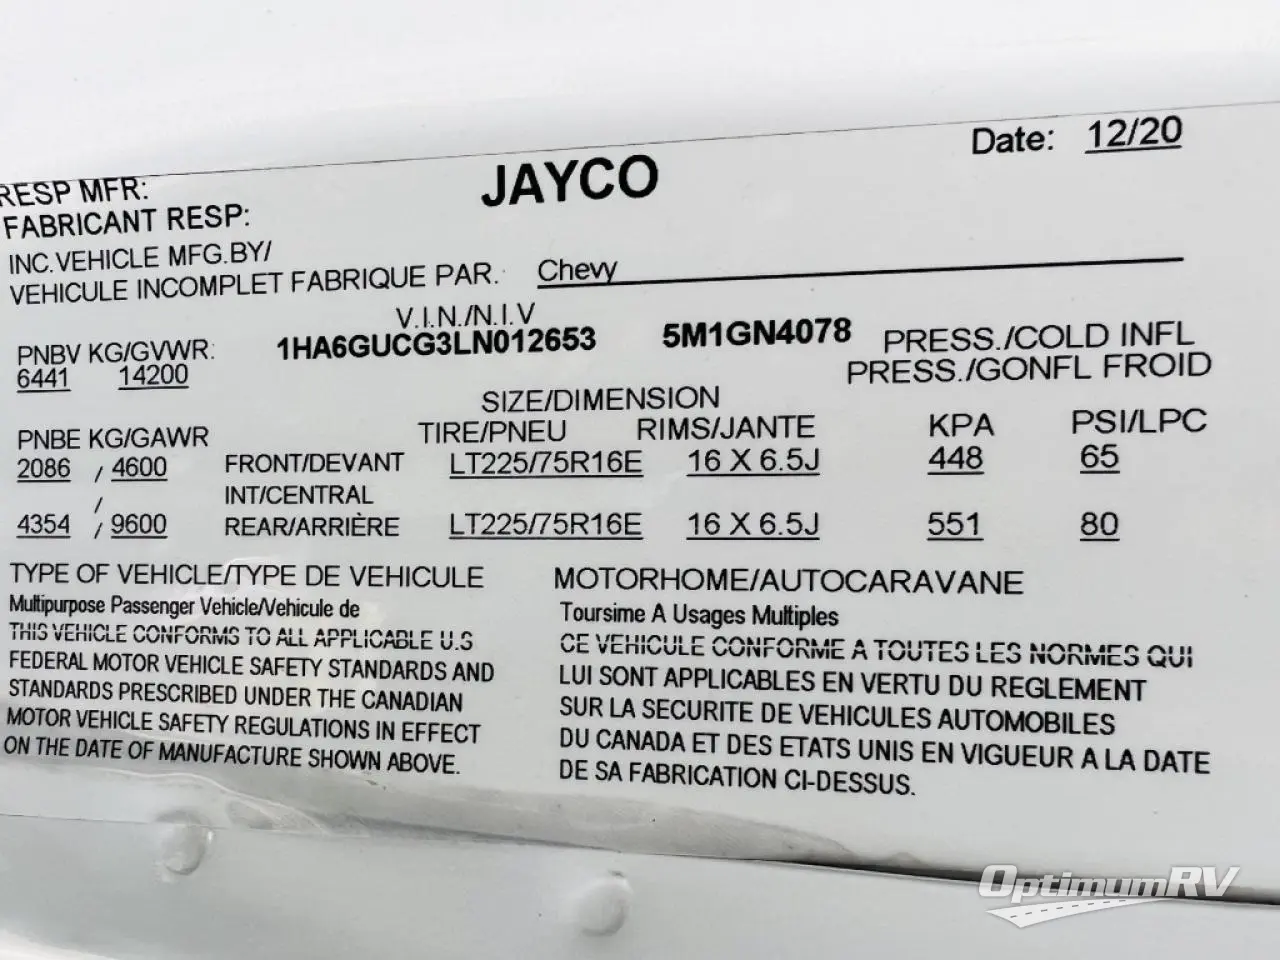 Date: 12/20
RESP MFR: JAYCO
FABRICANT RESP:
INC.VEHICLE MFG.BY/
VEHICULE INCOMPLET FABRIQUE PAR. Chevy
V.I.N./N.I.V
PNBV KG/GVWR: 1HA6GUCG3LN012653 5M1GN4078 PRESS./COLD INFL
6441 14200 PRESS./GONFL FROID
SIZE/DIMENSION
PNBE KG/GAWR TIRE/PNEU RIMS/JANTE KPA PSI/LPC
2086 / 4600 FRONT/DEVANT LT225/75R16E 16 X 6.5J 448 65
/ INT/CENTRAL
4354 / 9600 REAR/ARRIÈRE LT225/75R16E 16 X 6.5J 551 80
TYPE OF VEHICLE/TYPE DE VEHICULE MOTORHOME/AUTOCARAVANE
Multipurpose Passenger Vehicle/Vehicule de Toursime A Usages Multiples
THIS VEHICLE CONFORMS TO ALL APPLICABLE U.S
FEDERAL MOTOR VEHICLE SAFETY STANDARDS AND
STANDARDS PRESCRIBED UNDER THE CANADIAN
MOTOR VEHICLE SAFETY REGULATIONS IN EFFECT
ON THE DATE OF MANUFACTURE SHOWN ABOVE.
CE VEHICULE CONFORME A TOUTES LES NORMES QUI
LUI SONT APPLICABLES EN VERTU DU REGLEMENT
SUR LA SECURITE DE VEHICULES AUTOMOBILES
DU CANADA ET DES ETATS UNIS EN VIGUEUR A LA DATE
DE SA FABRICATION CI-DESSUS.
OptimumRV